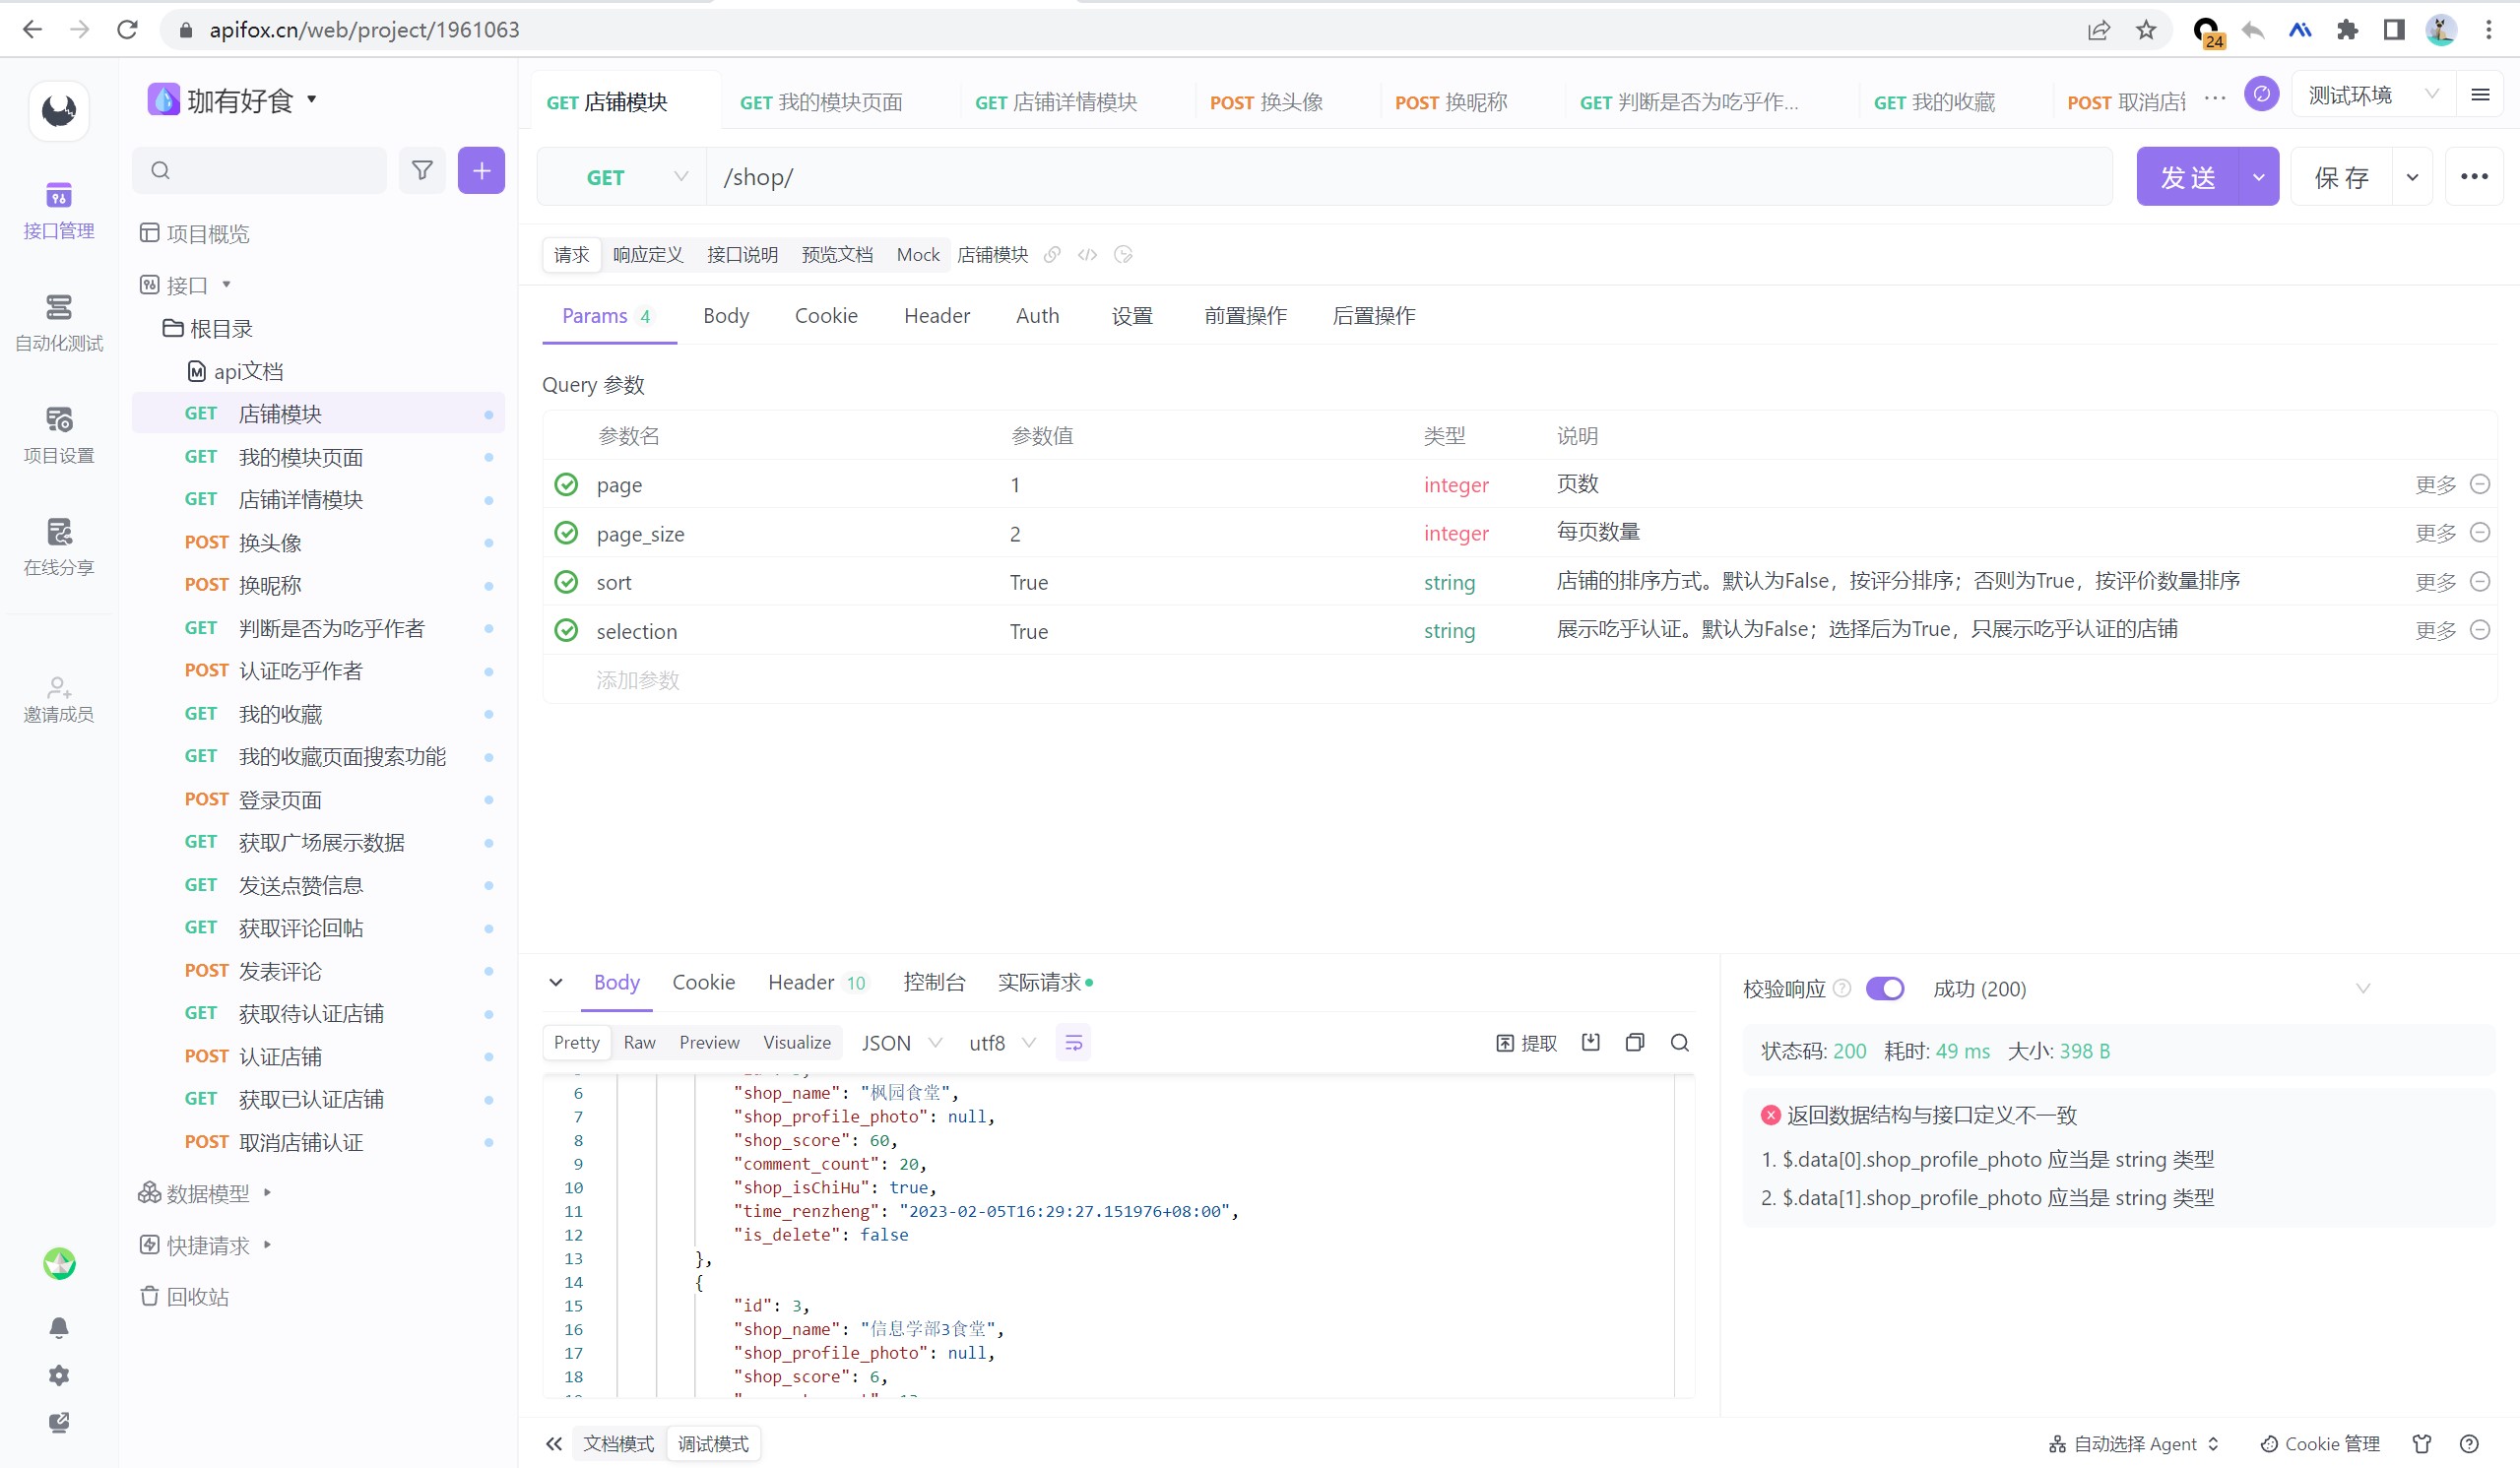 apifox.cn/web/project/1961063
24
珈有好食
GET 店铺模块
GET 我的模块页面
GET 店铺详情模块
POST 换头像
POST 换昵称
GET 判断是否为吃乎作...
GET 我的收藏
POST 取消店
测试环境
GET
/shop/
发送
保存
接口管理
自动化测试
项目设置
在线分享
邀请成员
项目概览
接口
根目录
api文档
GET 店铺模块
GET 我的模块页面
GET 店铺详情模块
POST 换头像
POST 换昵称
GET 判断是否为吃乎作者
POST 认证吃乎作者
GET 我的收藏
GET 我的收藏页面搜索功能
POST 登录页面
GET 获取广场展示数据
GET 发送点赞信息
GET 获取评论回帖
POST 发表评论
GET 获取待认证店铺
POST 认证店铺
GET 获取已认证店铺
POST 取消店铺认证
数据模型
快捷请求
回收站
请求 响应定义 接口说明 预览文档 Mock 店铺模块
Params 4 Body Cookie Header Auth 设置 前置操作 后置操作
Query 参数
参数名 参数值 类型 说明
page 1 integer 页数 更多
page_size 2 integer 每页数量 更多
sort True string 店铺的排序方式。默认为False，按评分排序；否则为True，按评价数量排序 更多
selection True string 展示吃乎认证。默认为False；选择后为True，只展示吃乎认证的店铺 更多
添加参数
Body Cookie Header 10 控制台 实际请求
Pretty Raw Preview Visualize JSON utf8 提取
6 "shop_name": "枫园食堂",
7 "shop_profile_photo": null,
8 "shop_score": 60,
9 "comment_count": 20,
10 "shop_isChiHu": true,
11 "time_renzheng": "2023-02-05T16:29:27.151976+08:00",
12 "is_delete": false
13 },
14 {
15 "id": 3,
16 "shop_name": "信息学部3食堂",
17 "shop_profile_photo": null,
18 "shop_score": 6,
校验响应 成功 (200)
状态码: 200 耗时: 49 ms 大小: 398 B
返回数据结构与接口定义不一致
1. $.data[0].shop_profile_photo 应当是 string 类型
2. $.data[1].shop_profile_photo 应当是 string 类型
文档模式 调试模式
自动选择 Agent Cookie 管理